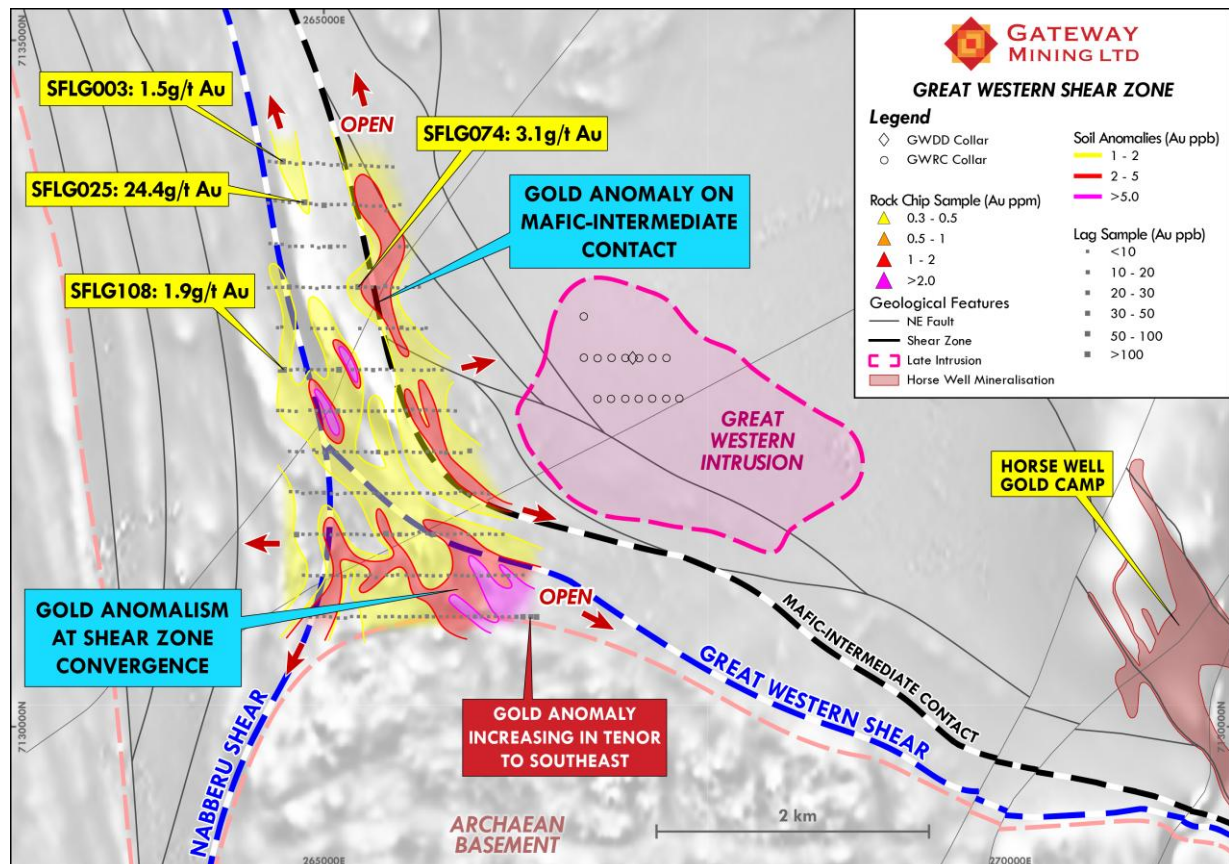 265000E
7135000N
SFLG003: 1.5g/t Au
OPEN
SFLG074: 3.1g/t Au
SFLG025: 24.4g/t Au
GOLD ANOMALY ON
MAFIC-INTERMEDIATE
CONTACT
SFLG108: 1.9g/t Au
GREAT
WESTERN
INTRUSION
HORSE WELL
GOLD CAMP
GOLD ANOMALISM
AT SHEAR ZONE
CONVERGENCE
OPEN
MAFIC-INTERMEDIATE CONTACT
GREAT WESTERN SHEAR
NABBERU SHEAR
GOLD ANOMALY
INCREASING IN TENOR
TO SOUTHEAST
7130000N
7130000N
2 km
ARCHAEAN
BASEMENT
265000E
270000E
GATEWAY
MINING LTD
GREAT WESTERN SHEAR ZONE
Legend
GWDD Collar
GWRC Collar
Rock Chip Sample (Au ppm)
0.3 - 0.5
0.5 - 1
1 - 2
>2.0
Geological Features
NE Fault
Shear Zone
Late Intrusion
Horse Well Mineralisation
Soil Anomalies (Au ppb)
1 - 2
2 - 5
>5.0
Lag Sample (Au ppb)
<10
10 - 20
20 - 30
30 - 50
50 - 100
>100